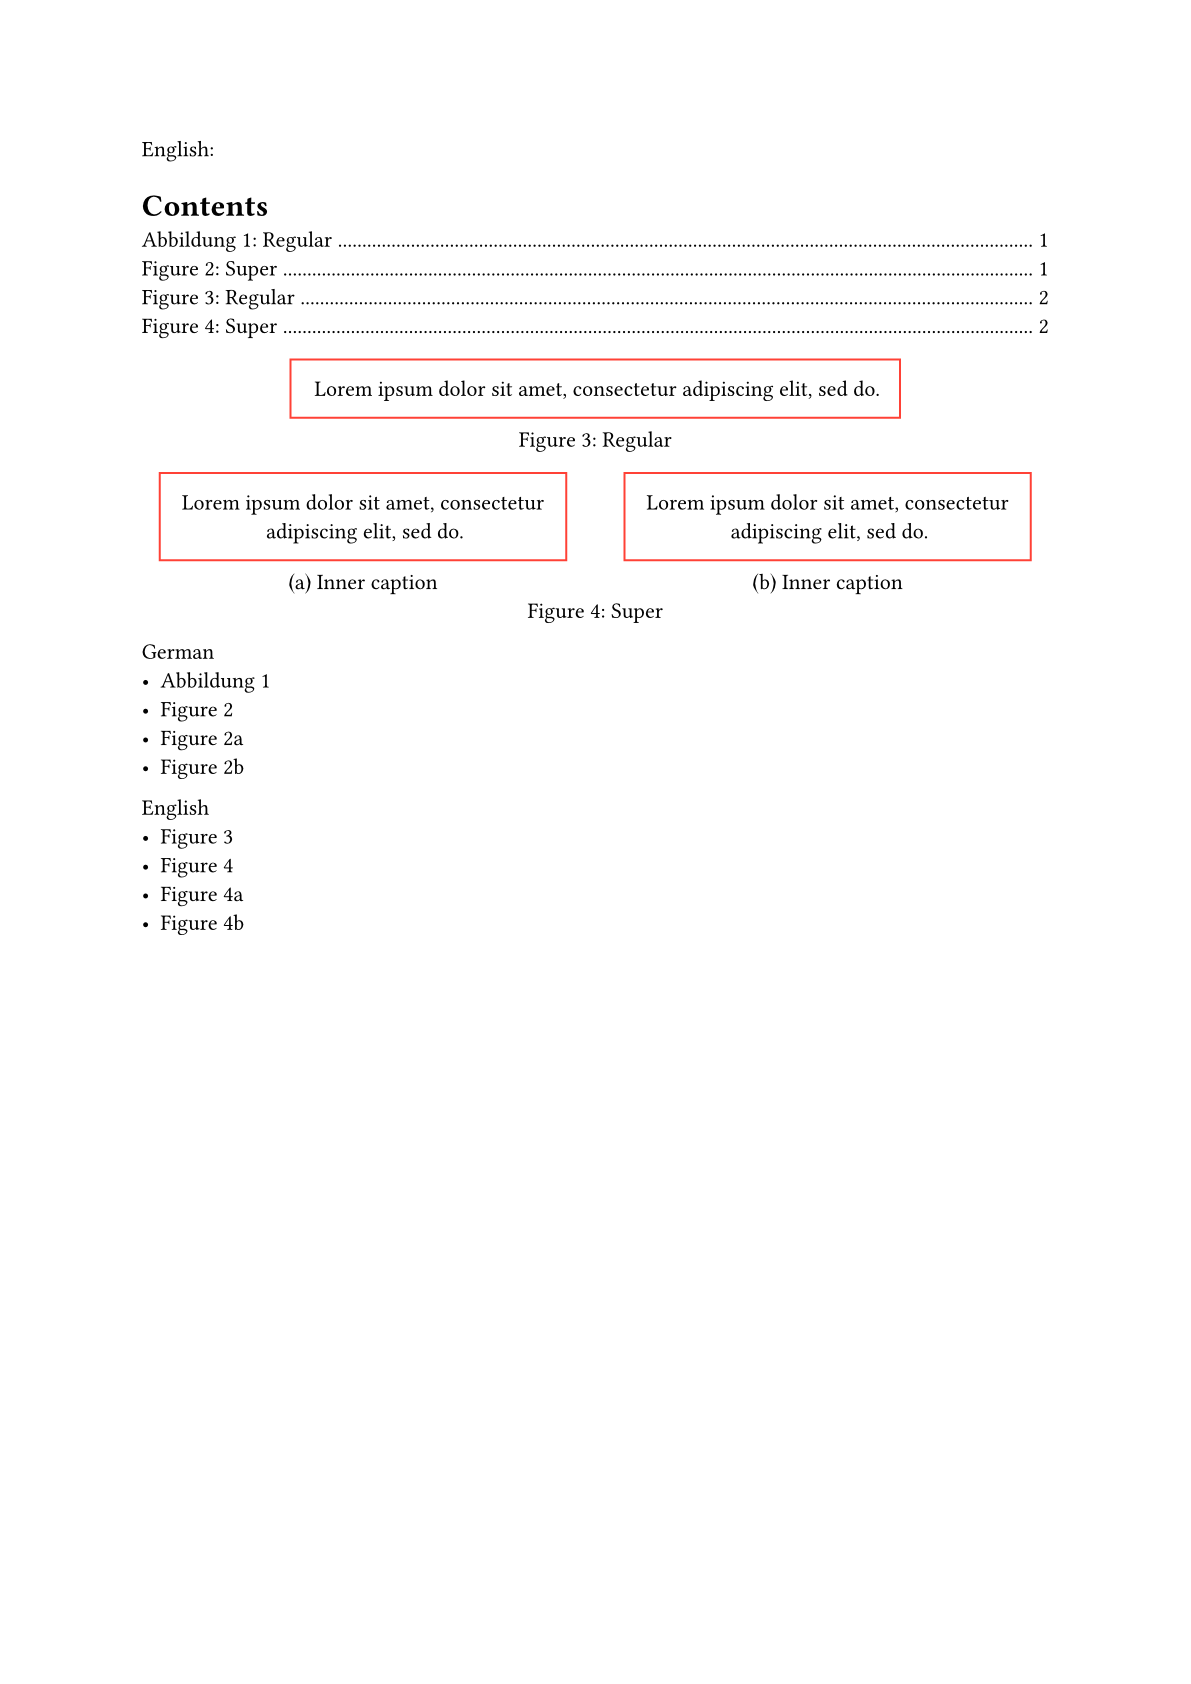 English:
Contents
Abbildung 1: Regular ........................................................................................................................................ 1
Figure 2: Super .................................................................................................................................................... 1
Figure 3: Regular ................................................................................................................................................ 2
Figure 4: Super .................................................................................................................................................... 2
Lorem ipsum dolor sit amet, consectetur adipiscing elit, sed do.
Figure 3: Regular
Lorem ipsum dolor sit amet, consectetur
adipiscing elit, sed do.
(a) Inner caption
Lorem ipsum dolor sit amet, consectetur
adipiscing elit, sed do.
(b) Inner caption
Figure 4: Super
German
• Abbildung 1
• Figure 2
• Figure 2a
• Figure 2b
English
• Figure 3
• Figure 4
• Figure 4a
• Figure 4b